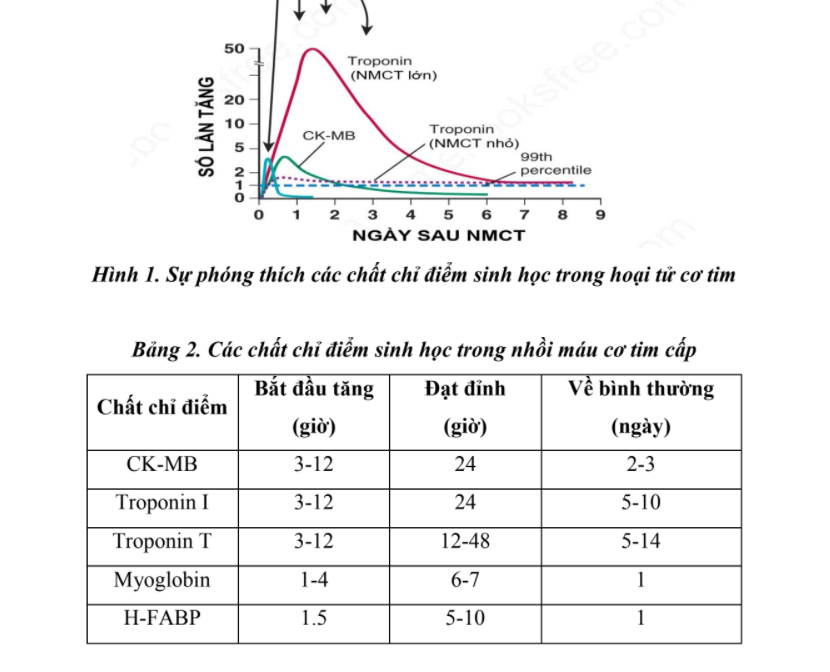 50
20
10
5
2
1
0
SỐ LẦN TĂNG
Troponin
(NMCT lớn)
CK-MB
Troponin
(NMCT nhỏ)
99th
percentile
0 1 2 3 4 5 6 7 8 9
NGÀY SAU NMCT
Hình 1. Sự phóng thích các chất chỉ điểm sinh học trong hoại tử cơ tim
Bảng 2. Các chất chỉ điểm sinh học trong nhồi máu cơ tim cấp
Chất chỉ điểm Bắt đầu tăng (giờ) Đạt đỉnh (giờ) Về bình thường (ngày)
CK-MB 3-12 24 2-3
Troponin I 3-12 24 5-10
Troponin T 3-12 12-48 5-14
Myoglobin 1-4 6-7 1
H-FABP 1.5 5-10 1